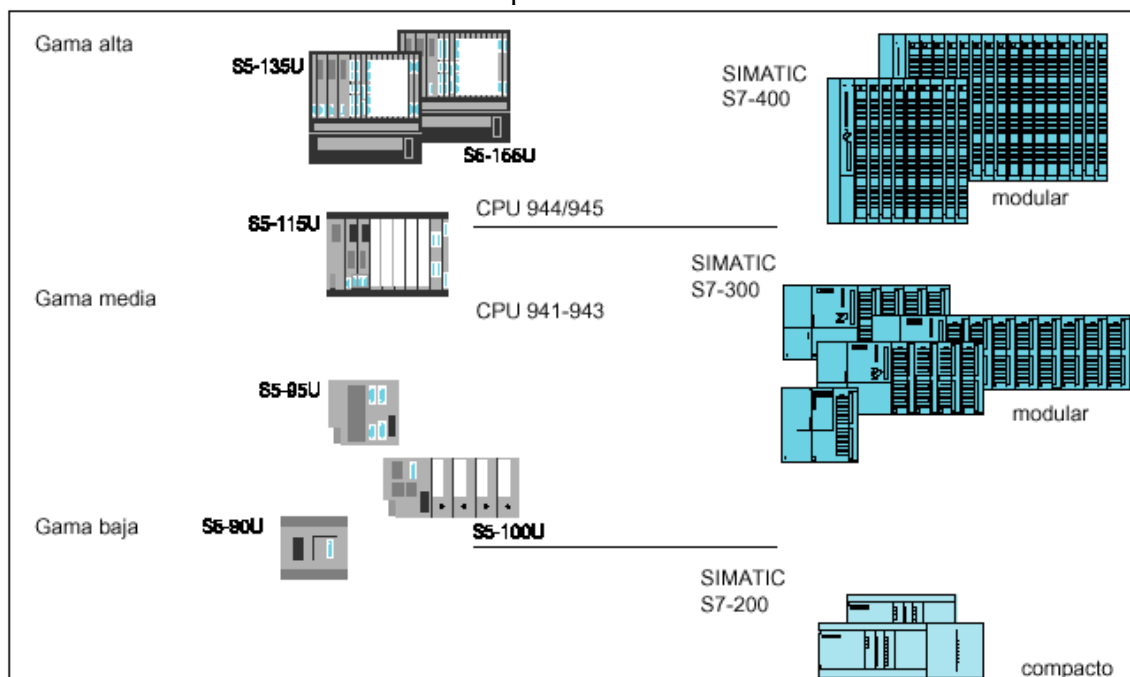 Gama alta
S5-135U
S5-155U
SIMATIC
S7-400
modular
S5-115U
CPU 944/945
SIMATIC
S7-300
Gama media
CPU 941-943
modular
S5-95U
S5-100U
Gama baja
S5-90U
SIMATIC
S7-200
compacto